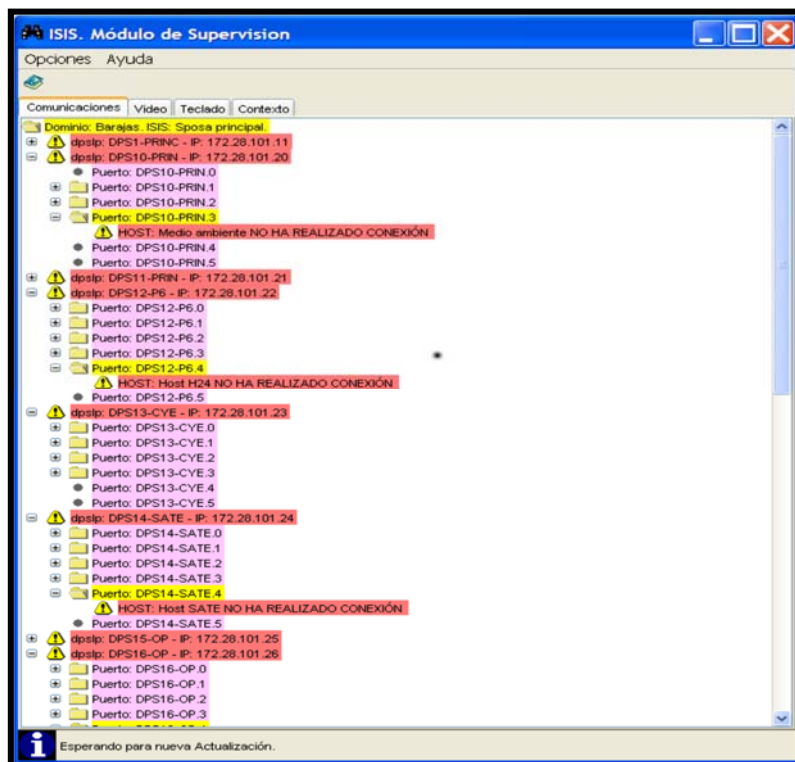 ISIS. Módulo de Supervision
Opciones Ayuda
Comunicaciones Video Teclado Contexto
Dominio: Barajas. ISIS: Sposa principal.
dpslp: DPS1-PRINC - IP: 172.28.101.11
dpslp: DPS10-PRIN - IP: 172.28.101.20
Puerto: DPS10-PRIN.0
Puerto: DPS10-PRIN.1
Puerto: DPS10-PRIN.2
Puerto: DPS10-PRIN.3
HOST: Medio ambiente NO HA REALIZADO CONEXIÓN
Puerto: DPS10-PRIN.4
Puerto: DPS10-PRIN.5
dpslp: DPS11-PRIN - IP: 172.28.101.21
dpslp: DPS12-P6 - IP: 172.28.101.22
Puerto: DPS12-P6.0
Puerto: DPS12-P6.1
Puerto: DPS12-P6.2
Puerto: DPS12-P6.3
Puerto: DPS12-P6.4
HOST: Host H24 NO HA REALIZADO CONEXIÓN
Puerto: DPS12-P6.5
dpslp: DPS13-CYE - IP: 172.28.101.23
Puerto: DPS13-CYE.0
Puerto: DPS13-CYE.1
Puerto: DPS13-CYE.2
Puerto: DPS13-CYE.3
Puerto: DPS13-CYE.4
Puerto: DPS13-CYE.5
dpslp: DPS14-SATE - IP: 172.28.101.24
Puerto: DPS14-SATE.0
Puerto: DPS14-SATE.1
Puerto: DPS14-SATE.2
Puerto: DPS14-SATE.3
Puerto: DPS14-SATE.4
HOST: Host SATE NO HA REALIZADO CONEXIÓN
Puerto: DPS14-SATE.5
dpslp: DPS15-OP - IP: 172.28.101.25
dpslp: DPS16-OP - IP: 172.28.101.26
Puerto: DPS16-OP.0
Puerto: DPS16-OP.1
Puerto: DPS16-OP.2
Puerto: DPS16-OP.3
Esperando para nueva Actualización.